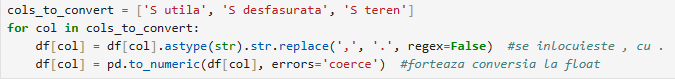 cols_to_convert = ['S utila', 'S desfasurata', 'S teren']
for col in cols_to_convert:
    df[col] = df[col].astype(str).str.replace(',', '.', regex=False)  #se inlocuieste , cu .
    df[col] = pd.to_numeric(df[col], errors='coerce')  #forteaza conversia la float